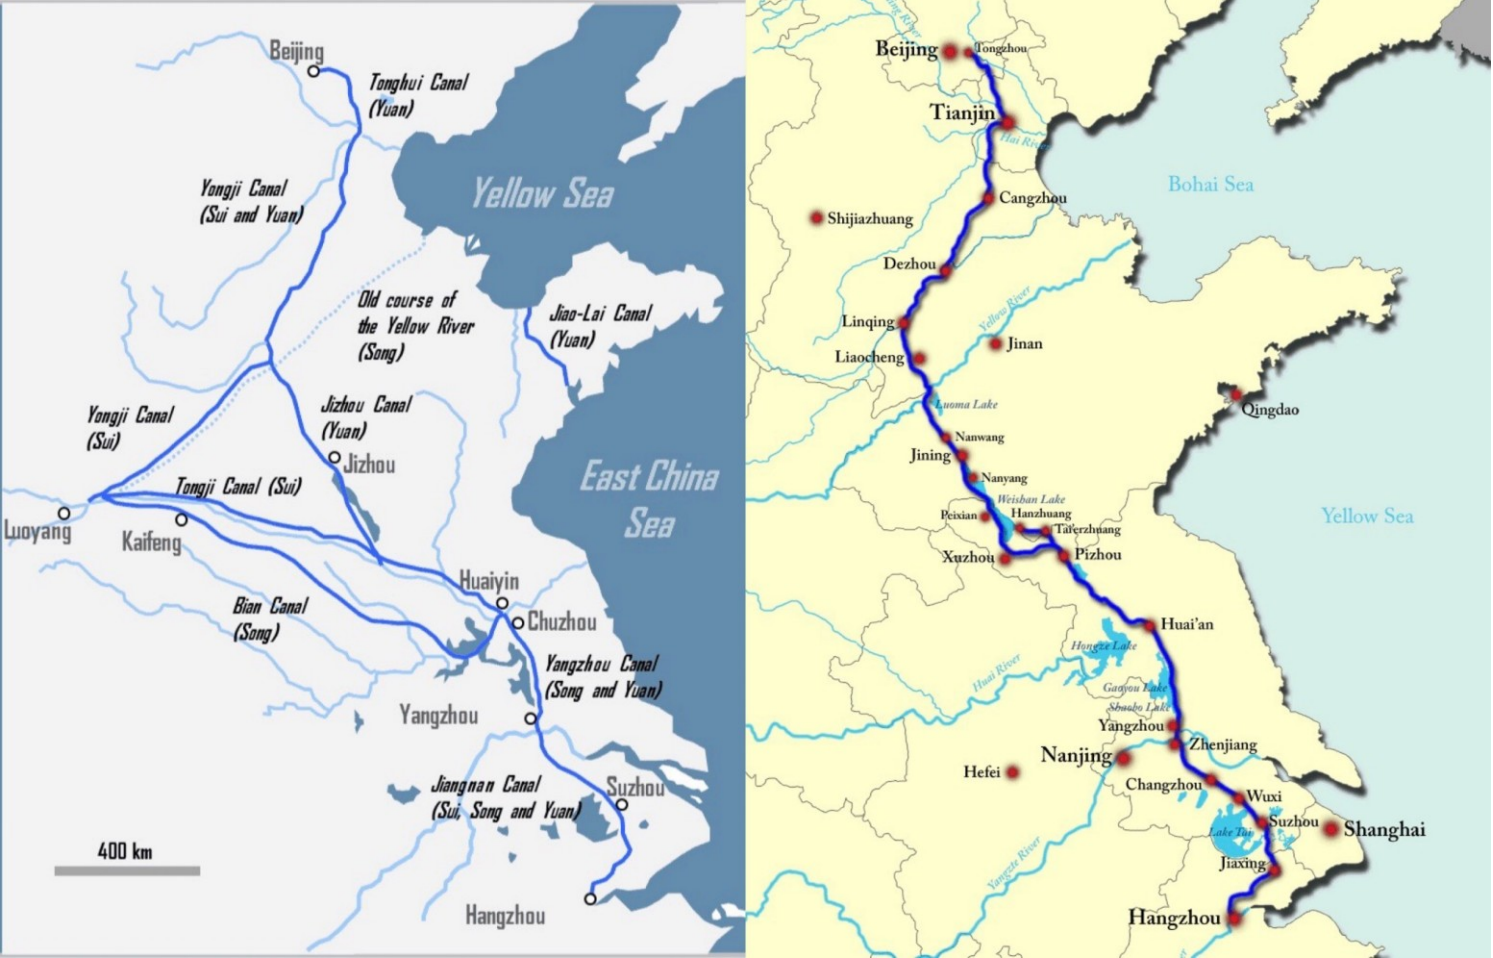 Beijing
Tonghui Canal
(Yuan)
Yongji Canal
(Sui and Yuan)
Yellow Sea
Old course of
the Yellow River
(Song)
Jiao-Lai Canal
(Yuan)
Yongji Canal
(Sui)
Jizhou Canal
(Yuan)
Jizhou
Tongji Canal (Sui)
East China
Sea
Luoyang
Kaifeng
Huaiyin
Chuzhou
Bian Canal
(Song)
Yangzhou Canal
(Song and Yuan)
Yangzhou
Jiangnan Canal
(Sui, Song and Yuan)
Suzhou
400 km
Hangzhou
Beijing
Tongzhou
Tianjin
Hai River
Bohai Sea
Cangzhou
Shijiazhuang
Dezhou
Yellow River
Linqing
Jinan
Liaocheng
Luoma Lake
Qingdao
Nanwang
Jining
Nanyang
Weishan Lake
Peixian
Hanzhuang
Tai'erzhuang
Yellow Sea
Xuzhou
Pizhou
Huai'an
Hongze Lake
Huai River
Gaoyou Lake
Shaobo Lake
Yangzhou
Zhenjiang
Nanjing
Hefei
Changzhou
Wuxi
Suzhou
Lake Tai
Shanghai
Yangzte River
Jiaxing
Hangzhou